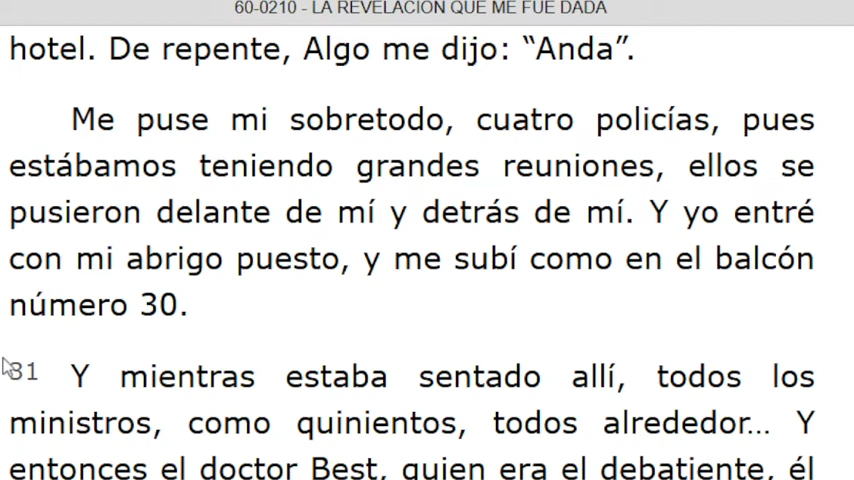 60-0210 - LA REVELACION QUE ME FUE DADA
hotel. De repente, Algo me dijo: “Anda”.
Me puse mi sobretodo, cuatro policías, pues
estábamos teniendo grandes reuniones, ellos se
pusieron delante de mí y detrás de mí. Y yo entré
con mi abrigo puesto, y me subí como en el balcón
número 30.
31 Y mientras estaba sentado allí, todos los
ministros, como quinientos, todos alrededor... Y
entonces el doctor Best, quien era el debatiente, él